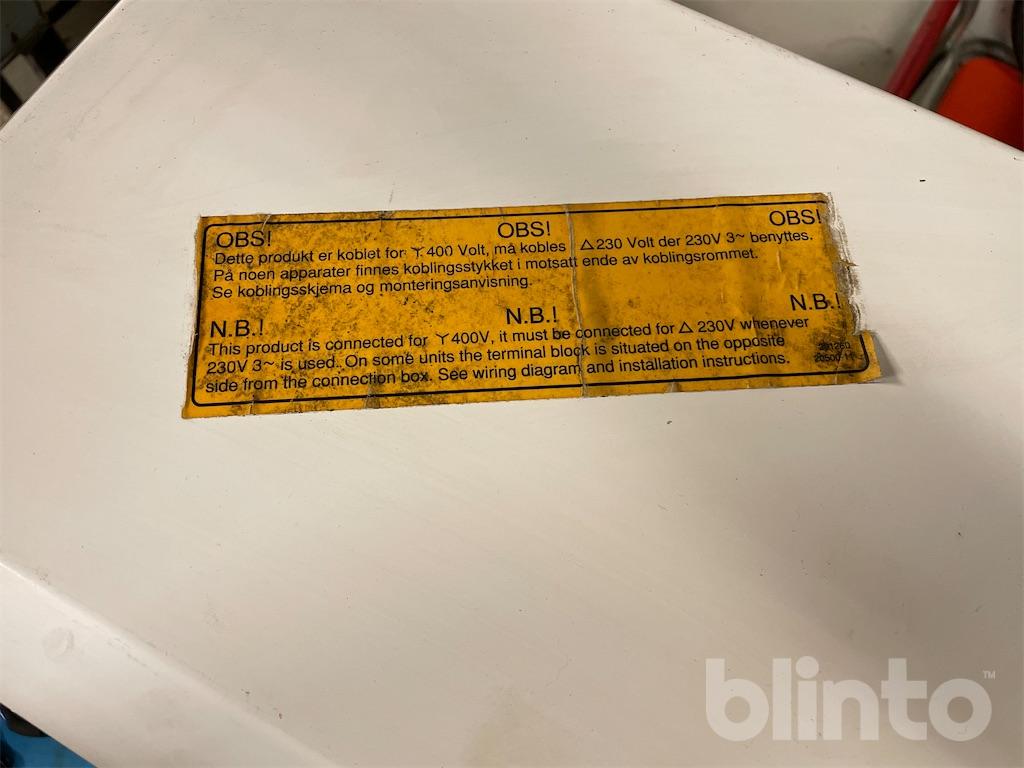 OBS! OBS! OBS!
Dette produkt er koblet for Y 400 Volt, må kobles △ 230 Volt der 230V 3~ benyttes.
På noen apparater finnes koblingsstykket i motsatt ende av koblingsrommet.
Se koblingsskjema og monteringsanvisning.
N.B.! N.B.! N.B.!
This product is connected for Y 400V, it must be connected for △ 230V whenever
230V 3~ is used. On some units the terminal block is situated on the opposite
side from the connection box. See wiring diagram and installation instructions.
blinto™